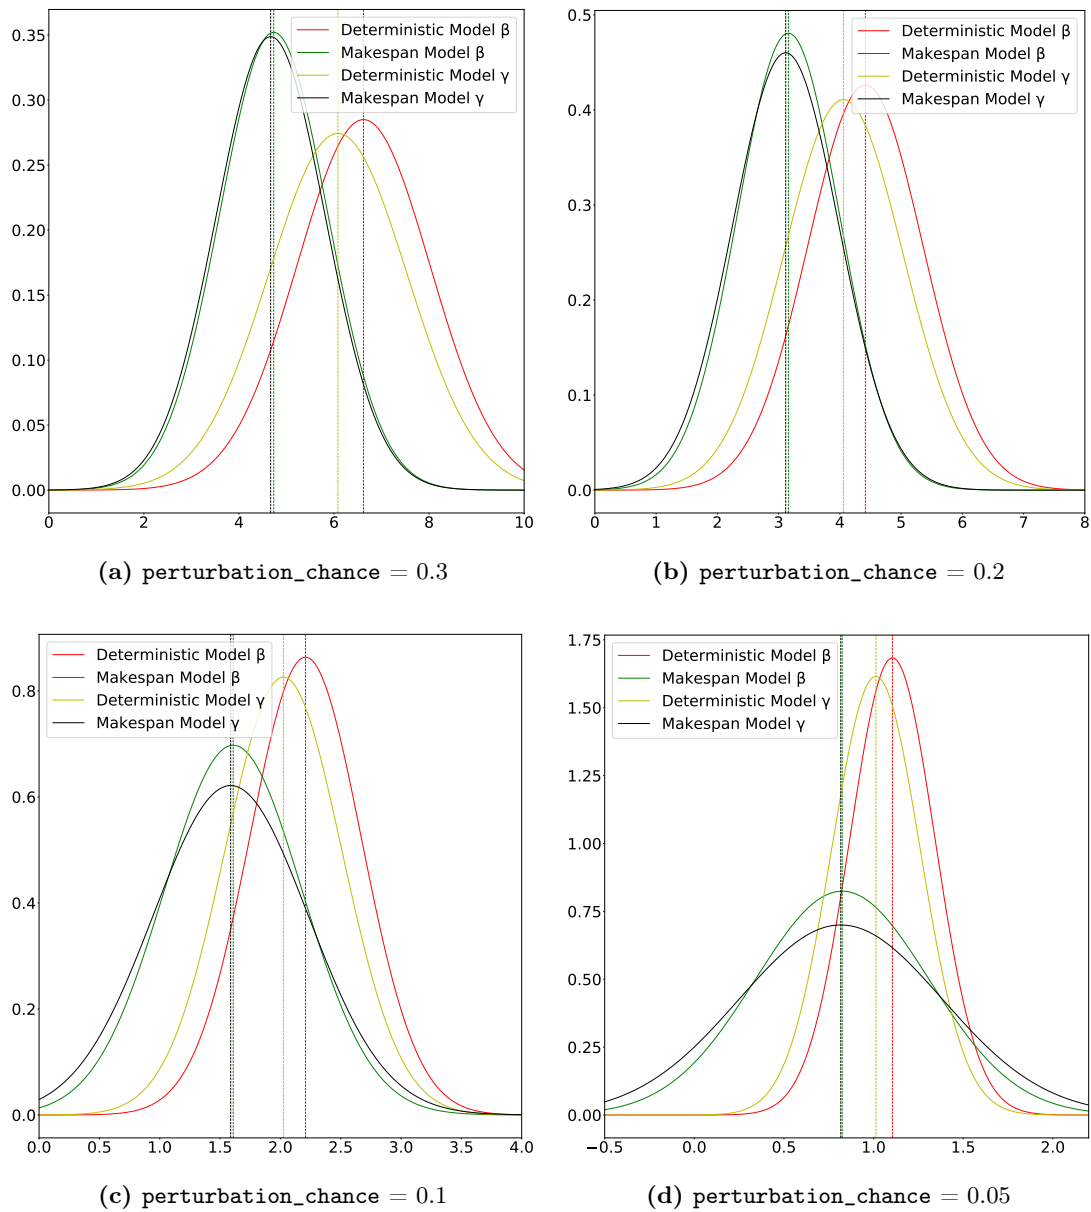 0.35
0.30
0.25
0.20
0.15
0.10
0.05
0.00
0 2 4 6 8 10
Deterministic Model β
Makespan Model β
Deterministic Model γ
Makespan Model γ
(a) perturbation_chance = 0.3
0.5
0.4
0.3
0.2
0.1
0.0
0 1 2 3 4 5 6 7 8
Deterministic Model β
Makespan Model β
Deterministic Model γ
Makespan Model γ
(b) perturbation_chance = 0.2
0.8
0.6
0.4
0.2
0.0
0.0 0.5 1.0 1.5 2.0 2.5 3.0 3.5 4.0
Deterministic Model β
Makespan Model β
Deterministic Model γ
Makespan Model γ
(c) perturbation_chance = 0.1
1.75
1.50
1.25
1.00
0.75
0.50
0.25
0.00
−0.5 0.0 0.5 1.0 1.5 2.0
Deterministic Model β
Makespan Model β
Deterministic Model γ
Makespan Model γ
(d) perturbation_chance = 0.05